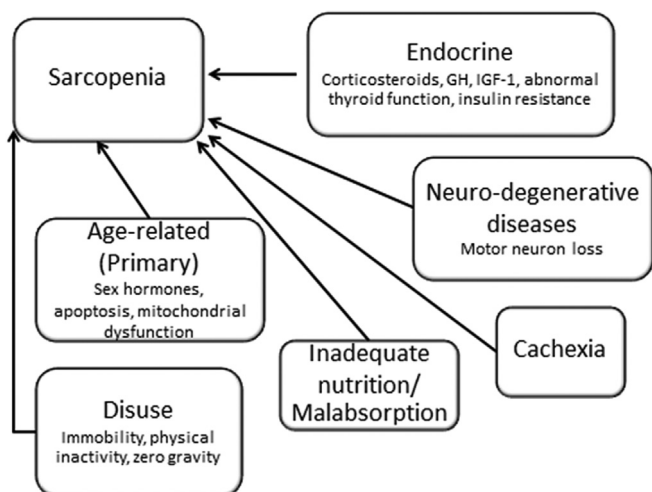 Sarcopenia
Endocrine
Corticosteroids, GH, IGF-1, abnormal
thyroid function, insulin resistance
Neuro-degenerative
diseases
Motor neuron loss
Age-related
(Primary)
Sex hormones,
apoptosis, mitochondrial
dysfunction
Cachexia
Inadequate
nutrition/
Malabsorption
Disuse
Immobility, physical
inactivity, zero gravity